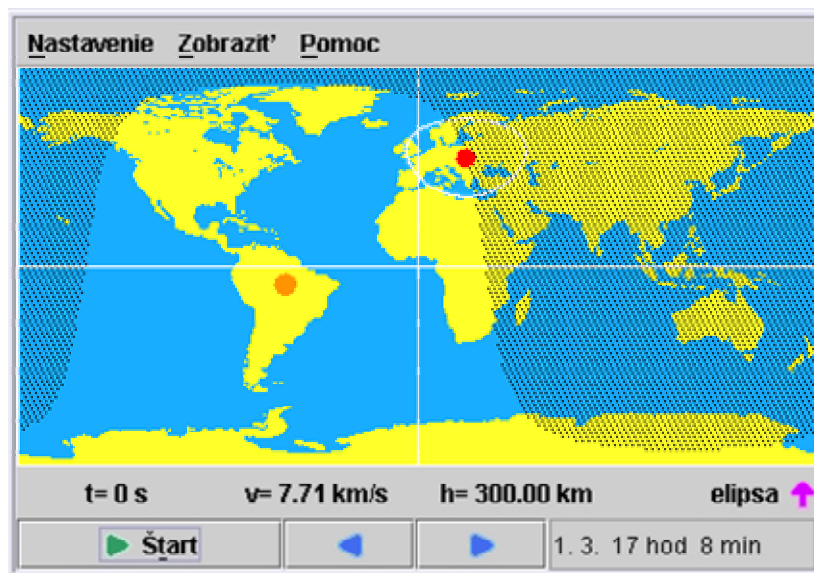 Nastavenie Zobraziť Pomoc
t= 0 s v= 7.71 km/s h= 300.00 km elipsa
Štart 1. 3. 17 hod 8 min